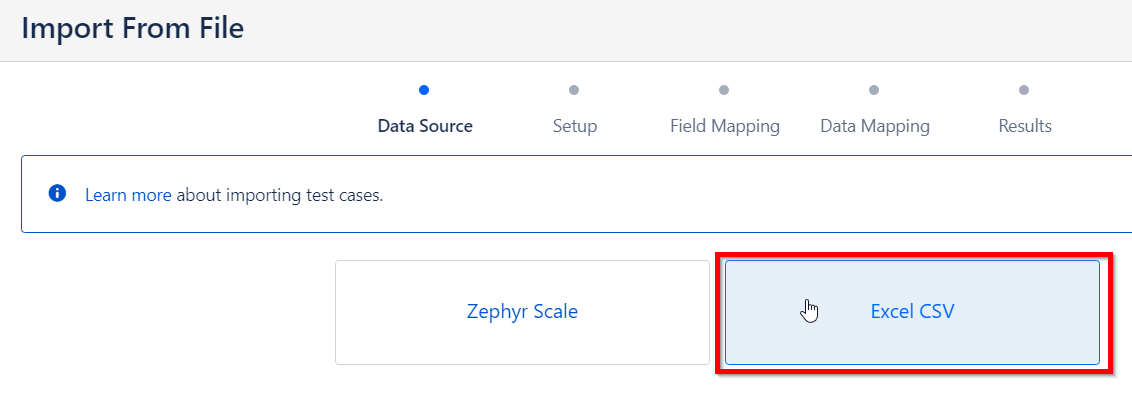 Import From File
Data Source
Setup
Field Mapping
Data Mapping
Results
Learn more about importing test cases.
Zephyr Scale
Excel CSV